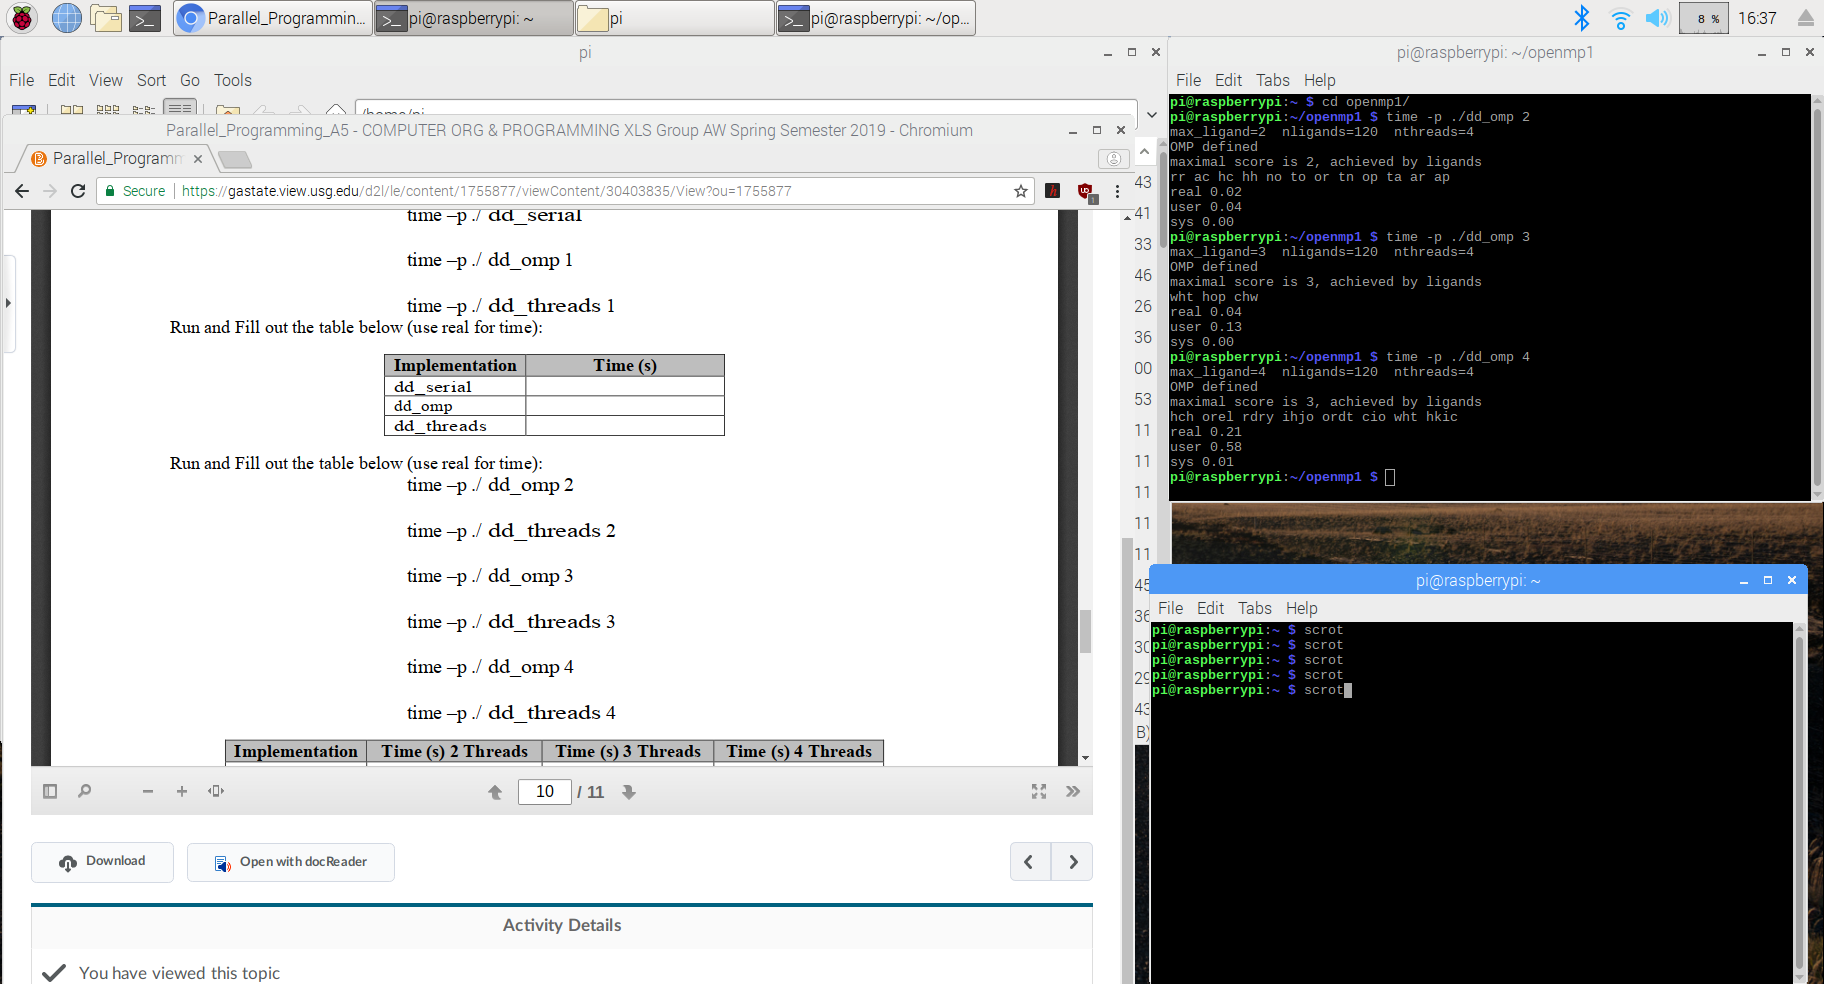 Parallel_Programmin...
pi@raspberrypi: ~
pi
pi@raspberrypi: ~/op...
8 %
16:37
pi
File Edit View Sort Go Tools
Parallel_Programming_A5 - COMPUTER ORG & PROGRAMMING XLS Group AW Spring Semester 2019 - Chromium
Parallel_Programm
Secure
https://gastate.view.usg.edu/d2l/le/content/1755877/viewContent/30403835/View?ou=1755877
time –p ./ dd_serial
time –p ./ dd_omp 1
time –p ./ dd_threads 1
Run and Fill out the table below (use real for time):
Implementation Time (s)
dd_serial
dd_omp
dd_threads
Run and Fill out the table below (use real for time):
time –p ./ dd_omp 2
time –p ./ dd_threads 2
time –p ./ dd_omp 3
time –p ./ dd_threads 3
time –p ./ dd_omp 4
time –p ./ dd_threads 4
Implementation Time (s) 2 Threads Time (s) 3 Threads Time (s) 4 Threads
10 / 11
Download
Open with docReader
Activity Details
You have viewed this topic
43
41
33
46
26
36
00
53
11
11
11
11
11
45
36
30
29
43
B)
pi@raspberrypi: ~/openmp1
File Edit Tabs Help
pi@raspberrypi:~ $ cd openmp1/
pi@raspberrypi:~/openmp1 $ time -p ./dd_omp 2
max_ligand=2  nligands=120  nthreads=4
OMP defined
maximal score is 2, achieved by ligands
rr ac hc hh no to or tn op ta ar ap
real 0.02
user 0.04
sys 0.00
pi@raspberrypi:~/openmp1 $ time -p ./dd_omp 3
max_ligand=3  nligands=120  nthreads=4
OMP defined
maximal score is 3, achieved by ligands
wht hop chw
real 0.04
user 0.13
sys 0.00
pi@raspberrypi:~/openmp1 $ time -p ./dd_omp 4
max_ligand=4  nligands=120  nthreads=4
OMP defined
maximal score is 3, achieved by ligands
hch orel rdry ihjo ordt cio wht hkic
real 0.21
user 0.58
sys 0.01
pi@raspberrypi:~/openmp1 $
pi@raspberrypi: ~
File Edit Tabs Help
pi@raspberrypi:~ $ scrot
pi@raspberrypi:~ $ scrot
pi@raspberrypi:~ $ scrot
pi@raspberrypi:~ $ scrot
pi@raspberrypi:~ $ scrot